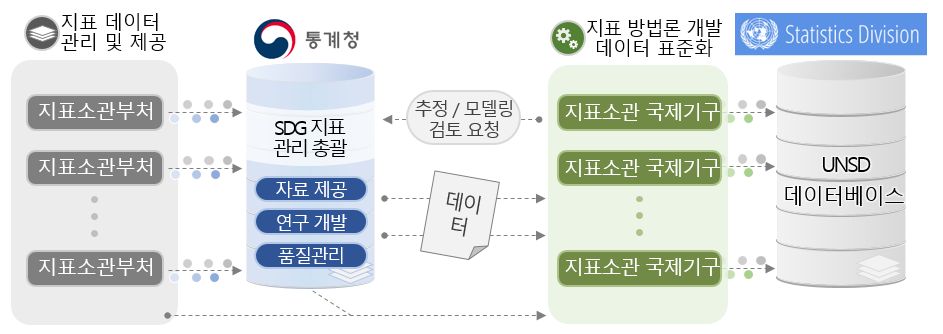 지표 데이터
관리 및 제공
지표소관부처
지표소관부처
지표소관부처
통계청
SDG 지표
관리 총괄
자료 제공
연구 개발
품질관리
추정 / 모델링
검토 요청
데이
터
지표 방법론 개발
데이터 표준화
지표소관 국제기구
지표소관 국제기구
지표소관 국제기구
Statistics Division
UNSD
데이터베이스